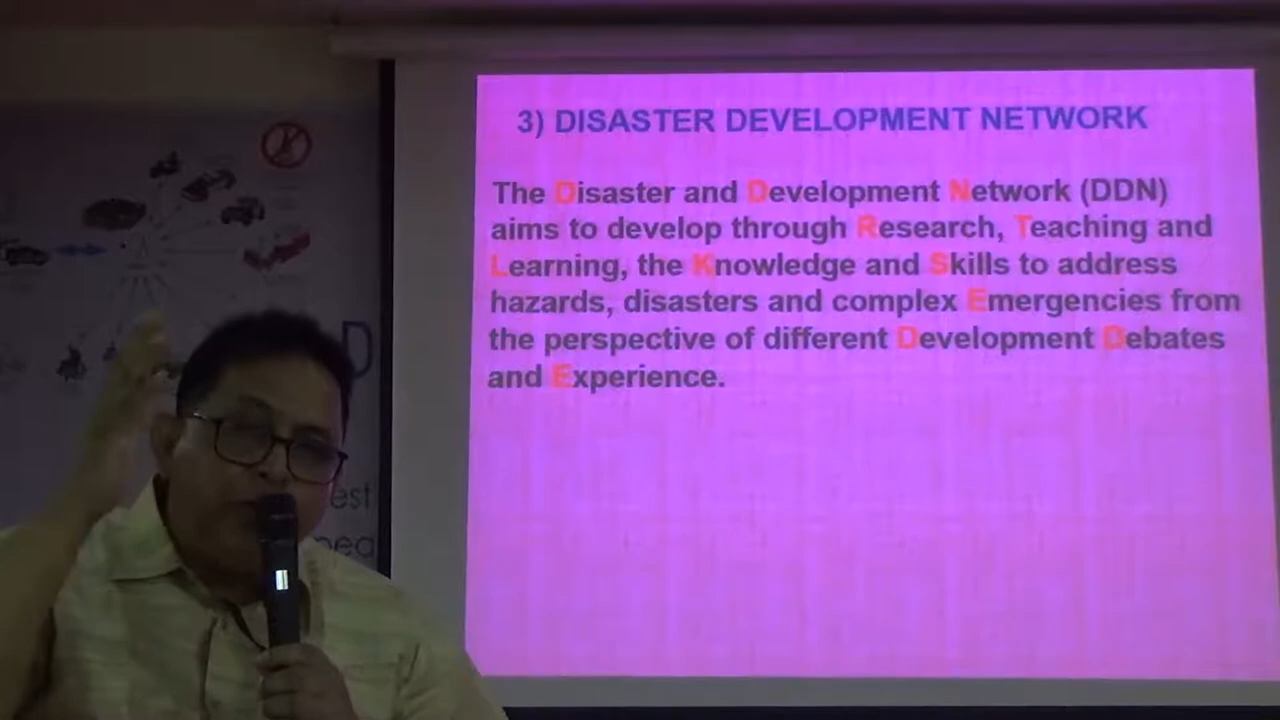 3) DISASTER DEVELOPMENT NETWORK
The Disaster and Development Network (DDN)
aims to develop through Research, Teaching and
Learning, the Knowledge and Skills to address
hazards, disasters and complex Emergencies from
the perspective of different Development Debates
and Experience.
D
est